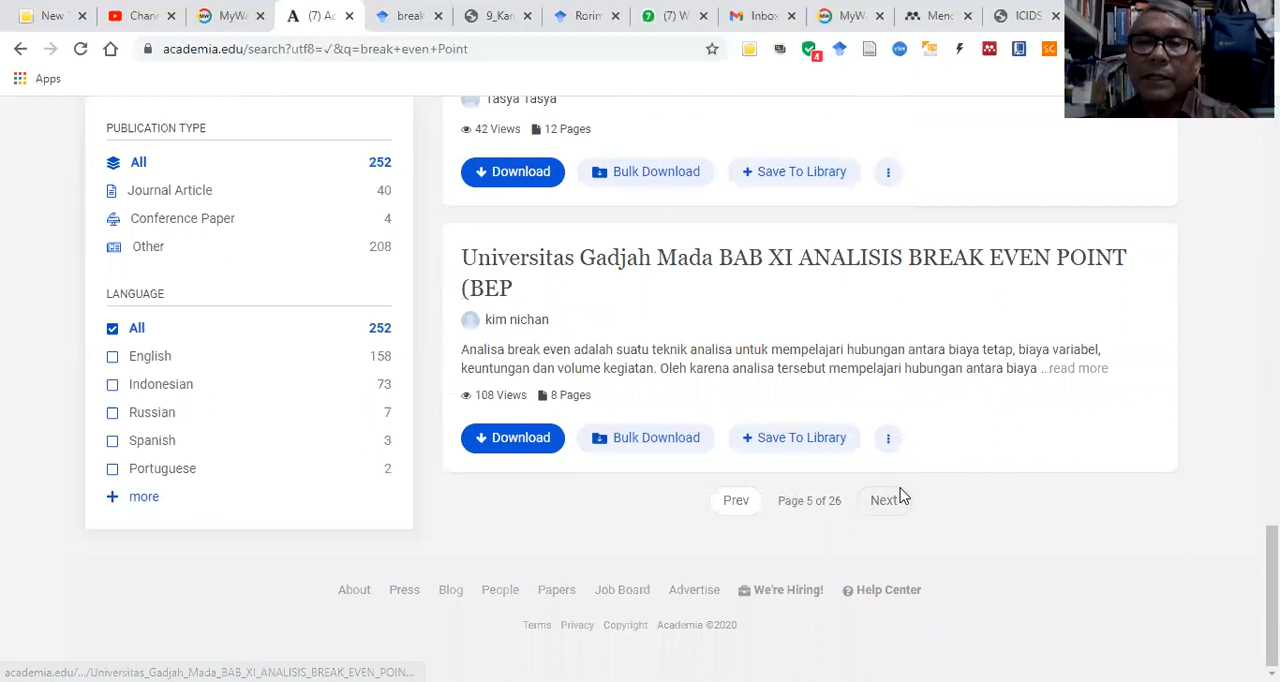 New T
Chann
MyWa
(7) Ac
break
9_Kar
Rorim
(7) W
Inbox
MyW
Menc
ICIDS
academia.edu/search?utf8=✓&q=break+even+Point
4
SC
Apps
PUBLICATION TYPE
All 252
Journal Article 40
Conference Paper 4
Other 208
LANGUAGE
All 252
English 158
Indonesian 73
Russian 7
Spanish 3
Portuguese 2
more
Tasya Tasya
42 Views 12 Pages
Download Bulk Download + Save To Library
Universitas Gadjah Mada BAB XI ANALISIS BREAK EVEN POINT
(BEP
kim nichan
Analisa break even adalah suatu teknik analisa untuk mempelajari hubungan antara biaya tetap, biaya variabel,
keuntungan dan volume kegiatan. Oleh karena analisa tersebut mempelajari hubungan antara biaya ...read more
108 Views 8 Pages
Download Bulk Download + Save To Library
Prev Page 5 of 26 Next
About Press Blog People Papers Job Board Advertise We're Hiring! Help Center
Terms Privacy Copyright Academia ©2020
academia.edu/.../Universitas_Gadjah_Mada_BAB_XI_ANALISIS_BREAK_EVEN_POIN...